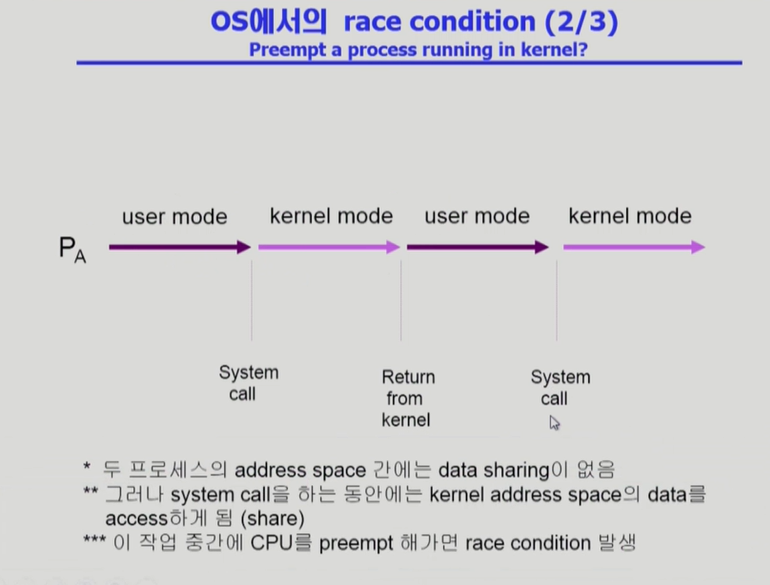 OS에서의 race condition (2/3)
Preempt a process running in kernel?
user mode kernel mode user mode kernel mode
PA
System call
Return from kernel
System call
* 두 프로세스의 address space 간에는 data sharing이 없음
** 그러나 system call을 하는 동안에는 kernel address space의 data를
access하게 됨 (share)
*** 이 작업 중간에 CPU를 preempt 해가면 race condition 발생